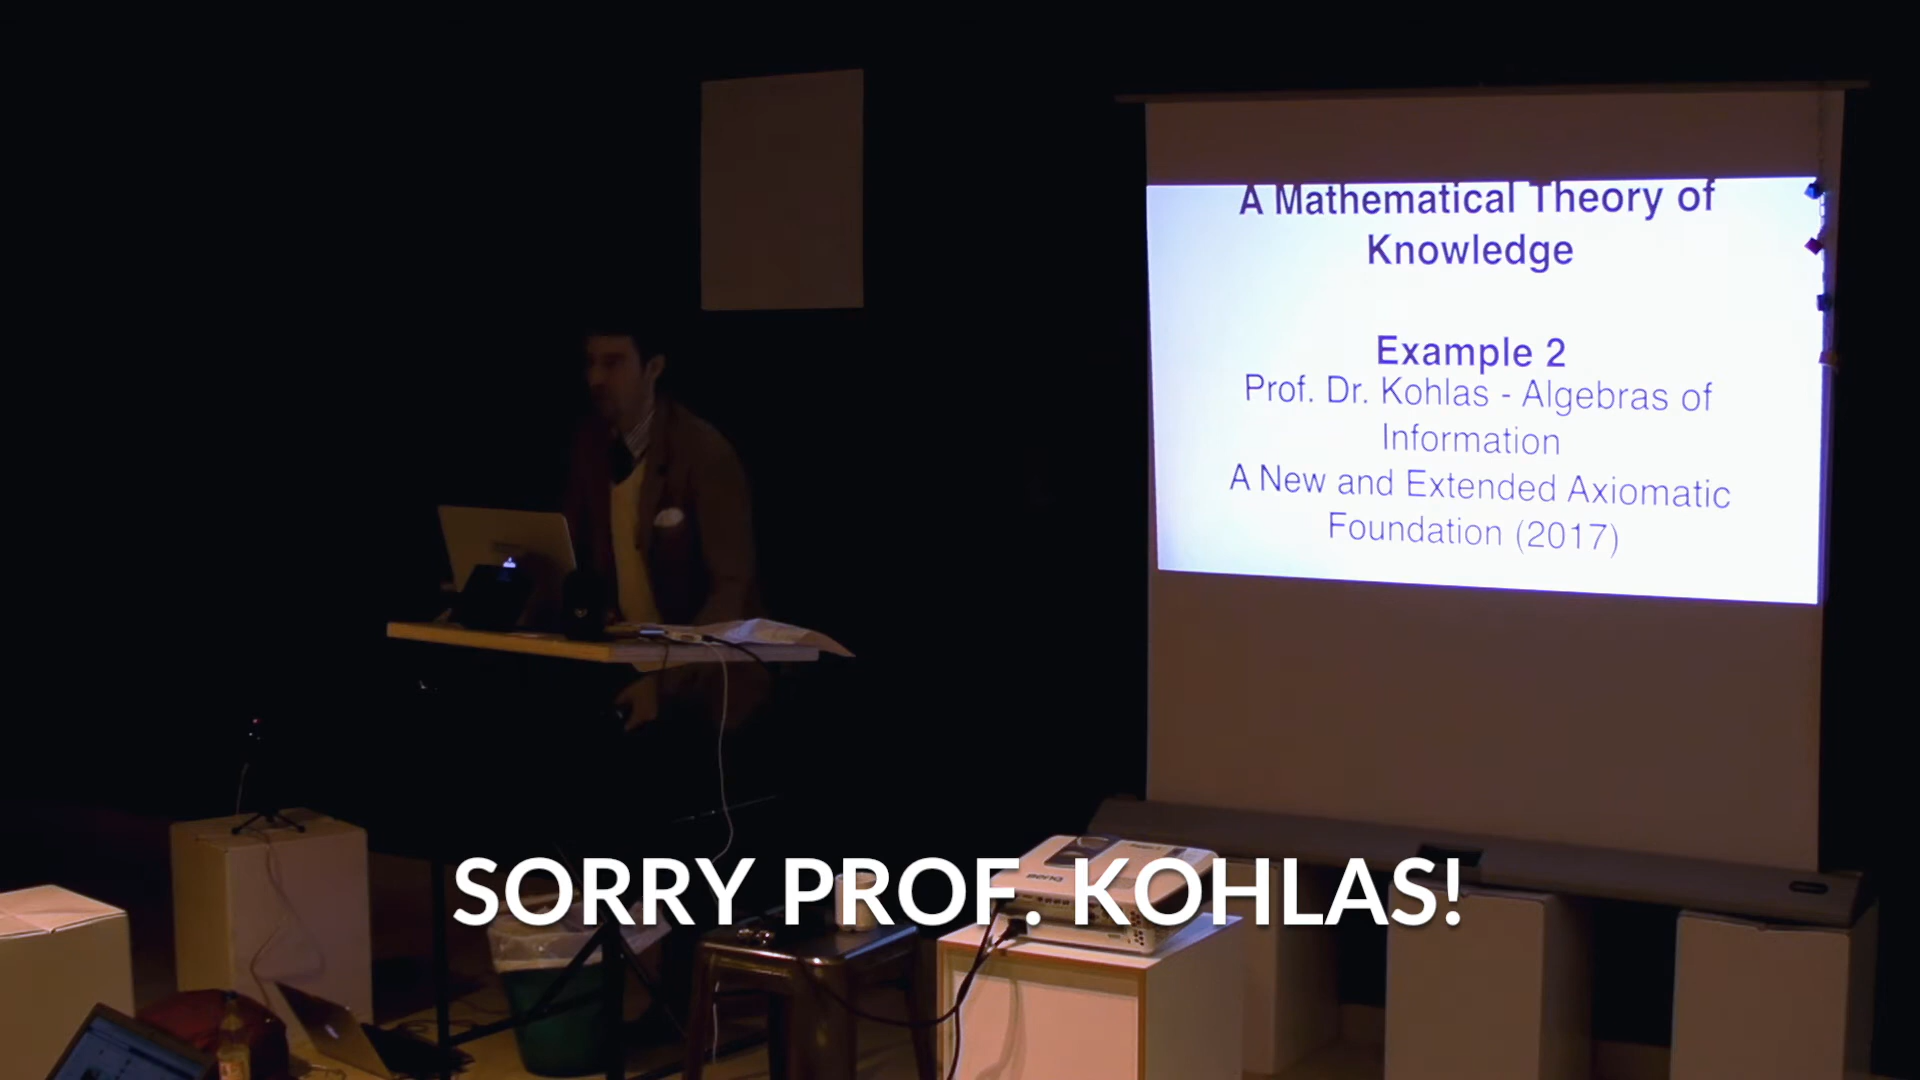 A Mathematical Theory of
Knowledge
Example 2
Prof. Dr. Kohlas - Algebras of
Information
A New and Extended Axiomatic
Foundation (2017)
SORRY PROF. KOHLAS!